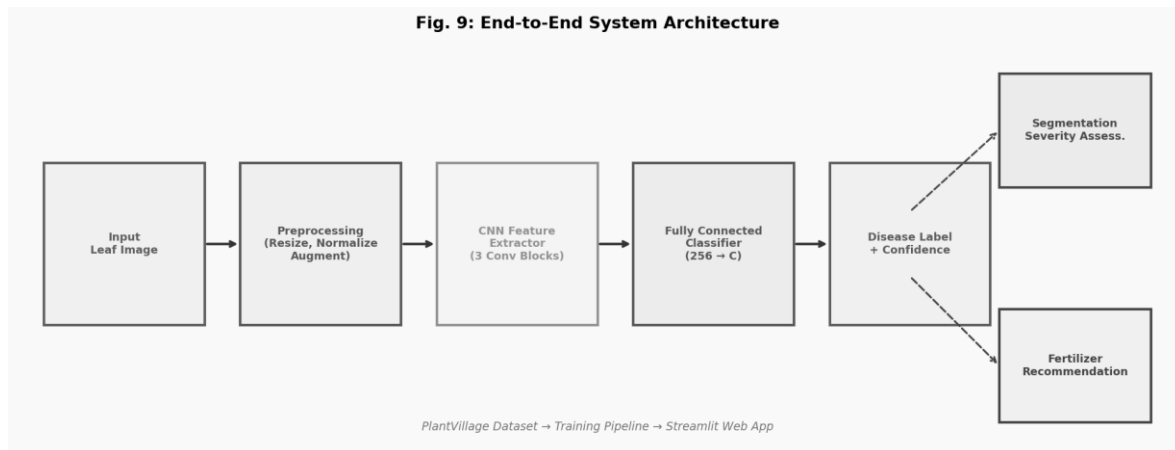 Fig. 9: End-to-End System Architecture
Input
Leaf Image
Preprocessing
(Resize, Normalize
Augment)
CNN Feature
Extractor
(3 Conv Blocks)
Fully Connected
Classifier
(256 → C)
Disease Label
+ Confidence
Segmentation
Severity Assess.
Fertilizer
Recommendation
PlantVillage Dataset → Training Pipeline → Streamlit Web App